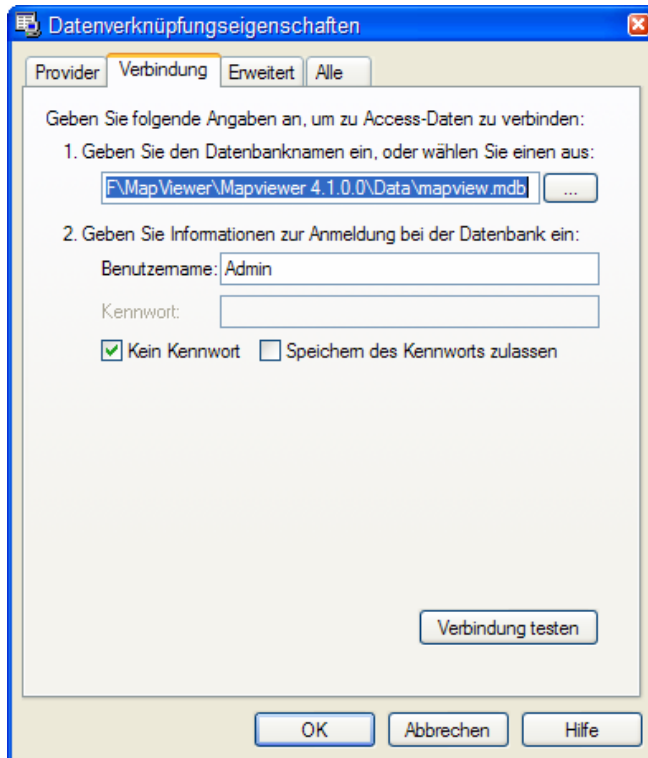 Datenverknüpfungseigenschaften
Provider Verbindung Erweitert Alle
Geben Sie folgende Angaben an, um zu Access-Daten zu verbinden:
1. Geben Sie den Datenbanknamen ein, oder wählen Sie einen aus:
F\MapViewer\Mapviewer 4.1.0.0\Data\mapview.mdb ...
2. Geben Sie Informationen zur Anmeldung bei der Datenbank ein:
Benutzername: Admin
Kennwort:
Kein Kennwort Speichern des Kennworts zulassen
Verbindung testen
OK Abbrechen Hilfe